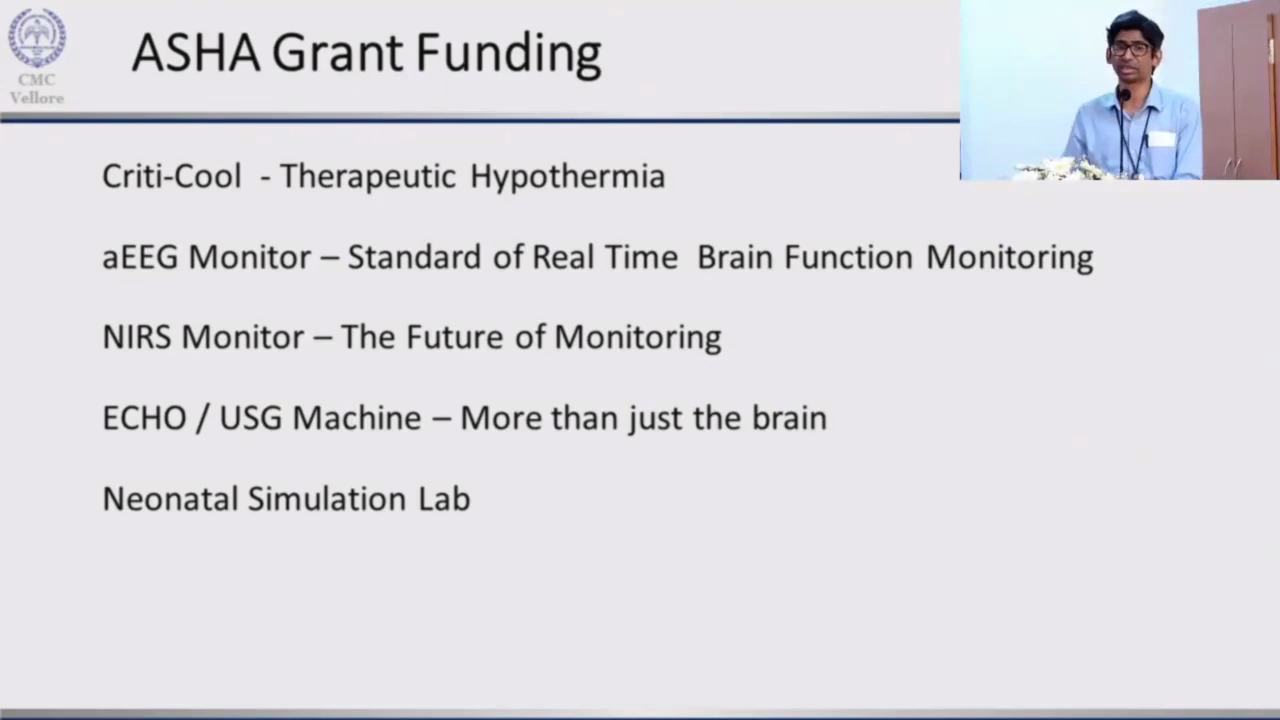 CMC
Vellore
ASHA Grant Funding
Criti-Cool - Therapeutic Hypothermia
aEEG Monitor – Standard of Real Time Brain Function Monitoring
NIRS Monitor – The Future of Monitoring
ECHO / USG Machine – More than just the brain
Neonatal Simulation Lab